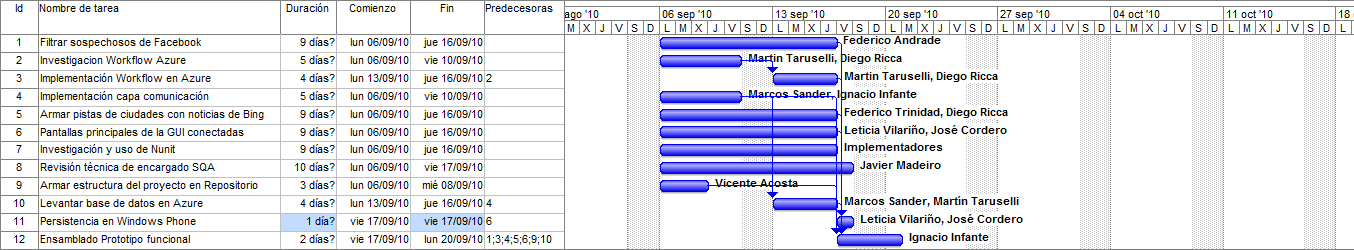 Id Nombre de tarea Duración Comienzo Fin Predecesoras ago '10 06 sep '10 13 sep '10 20 sep '10 27 sep '10 04 oct '10 11 oct '10 18 o
M X J V S D L M X J V S D L M X J V S D L M X J V S D L M X J V S D L M X J V S D L M X J V S D L
1 Filtrar sospechosos de Facebook 9 días? lun 06/09/10 jue 16/09/10 Federico Andrade
2 Investigacion Workflow Azure 5 días? lun 06/09/10 vie 10/09/10 Martin Taruselli, Diego Ricca
3 Implementación Workflow en Azure 4 días? lun 13/09/10 jue 16/09/10 2 Martin Taruselli, Diego Ricca
4 Implementación capa comunicación 5 días? lun 06/09/10 vie 10/09/10 Marcos Sander, Ignacio Infante
5 Armar pistas de ciudades con noticias de Bing 9 días? lun 06/09/10 jue 16/09/10 Federico Trinidad, Diego Ricca
6 Pantallas principales de la GUI conectadas 9 días? lun 06/09/10 jue 16/09/10 Leticia Vilariño, José Cordero
7 Investigación y uso de Nunit 9 días? lun 06/09/10 jue 16/09/10 Implementadores
8 Revisión técnica de encargado SQA 10 días? lun 06/09/10 vie 17/09/10 Javier Madeiro
9 Armar estructura del proyecto en Repositorio 3 días? lun 06/09/10 mié 08/09/10 Vicente Acosta
10 Levantar base de datos en Azure 4 días? lun 13/09/10 jue 16/09/10 4 Marcos Sander, Martin Taruselli
11 Persistencia en Windows Phone 1 día? vie 17/09/10 vie 17/09/10 6 Leticia Vilariño, José Cordero
12 Ensamblado Prototipo funcional 2 días? vie 17/09/10 lun 20/09/10 1;3;4;5;6;9;10 Ignacio Infante